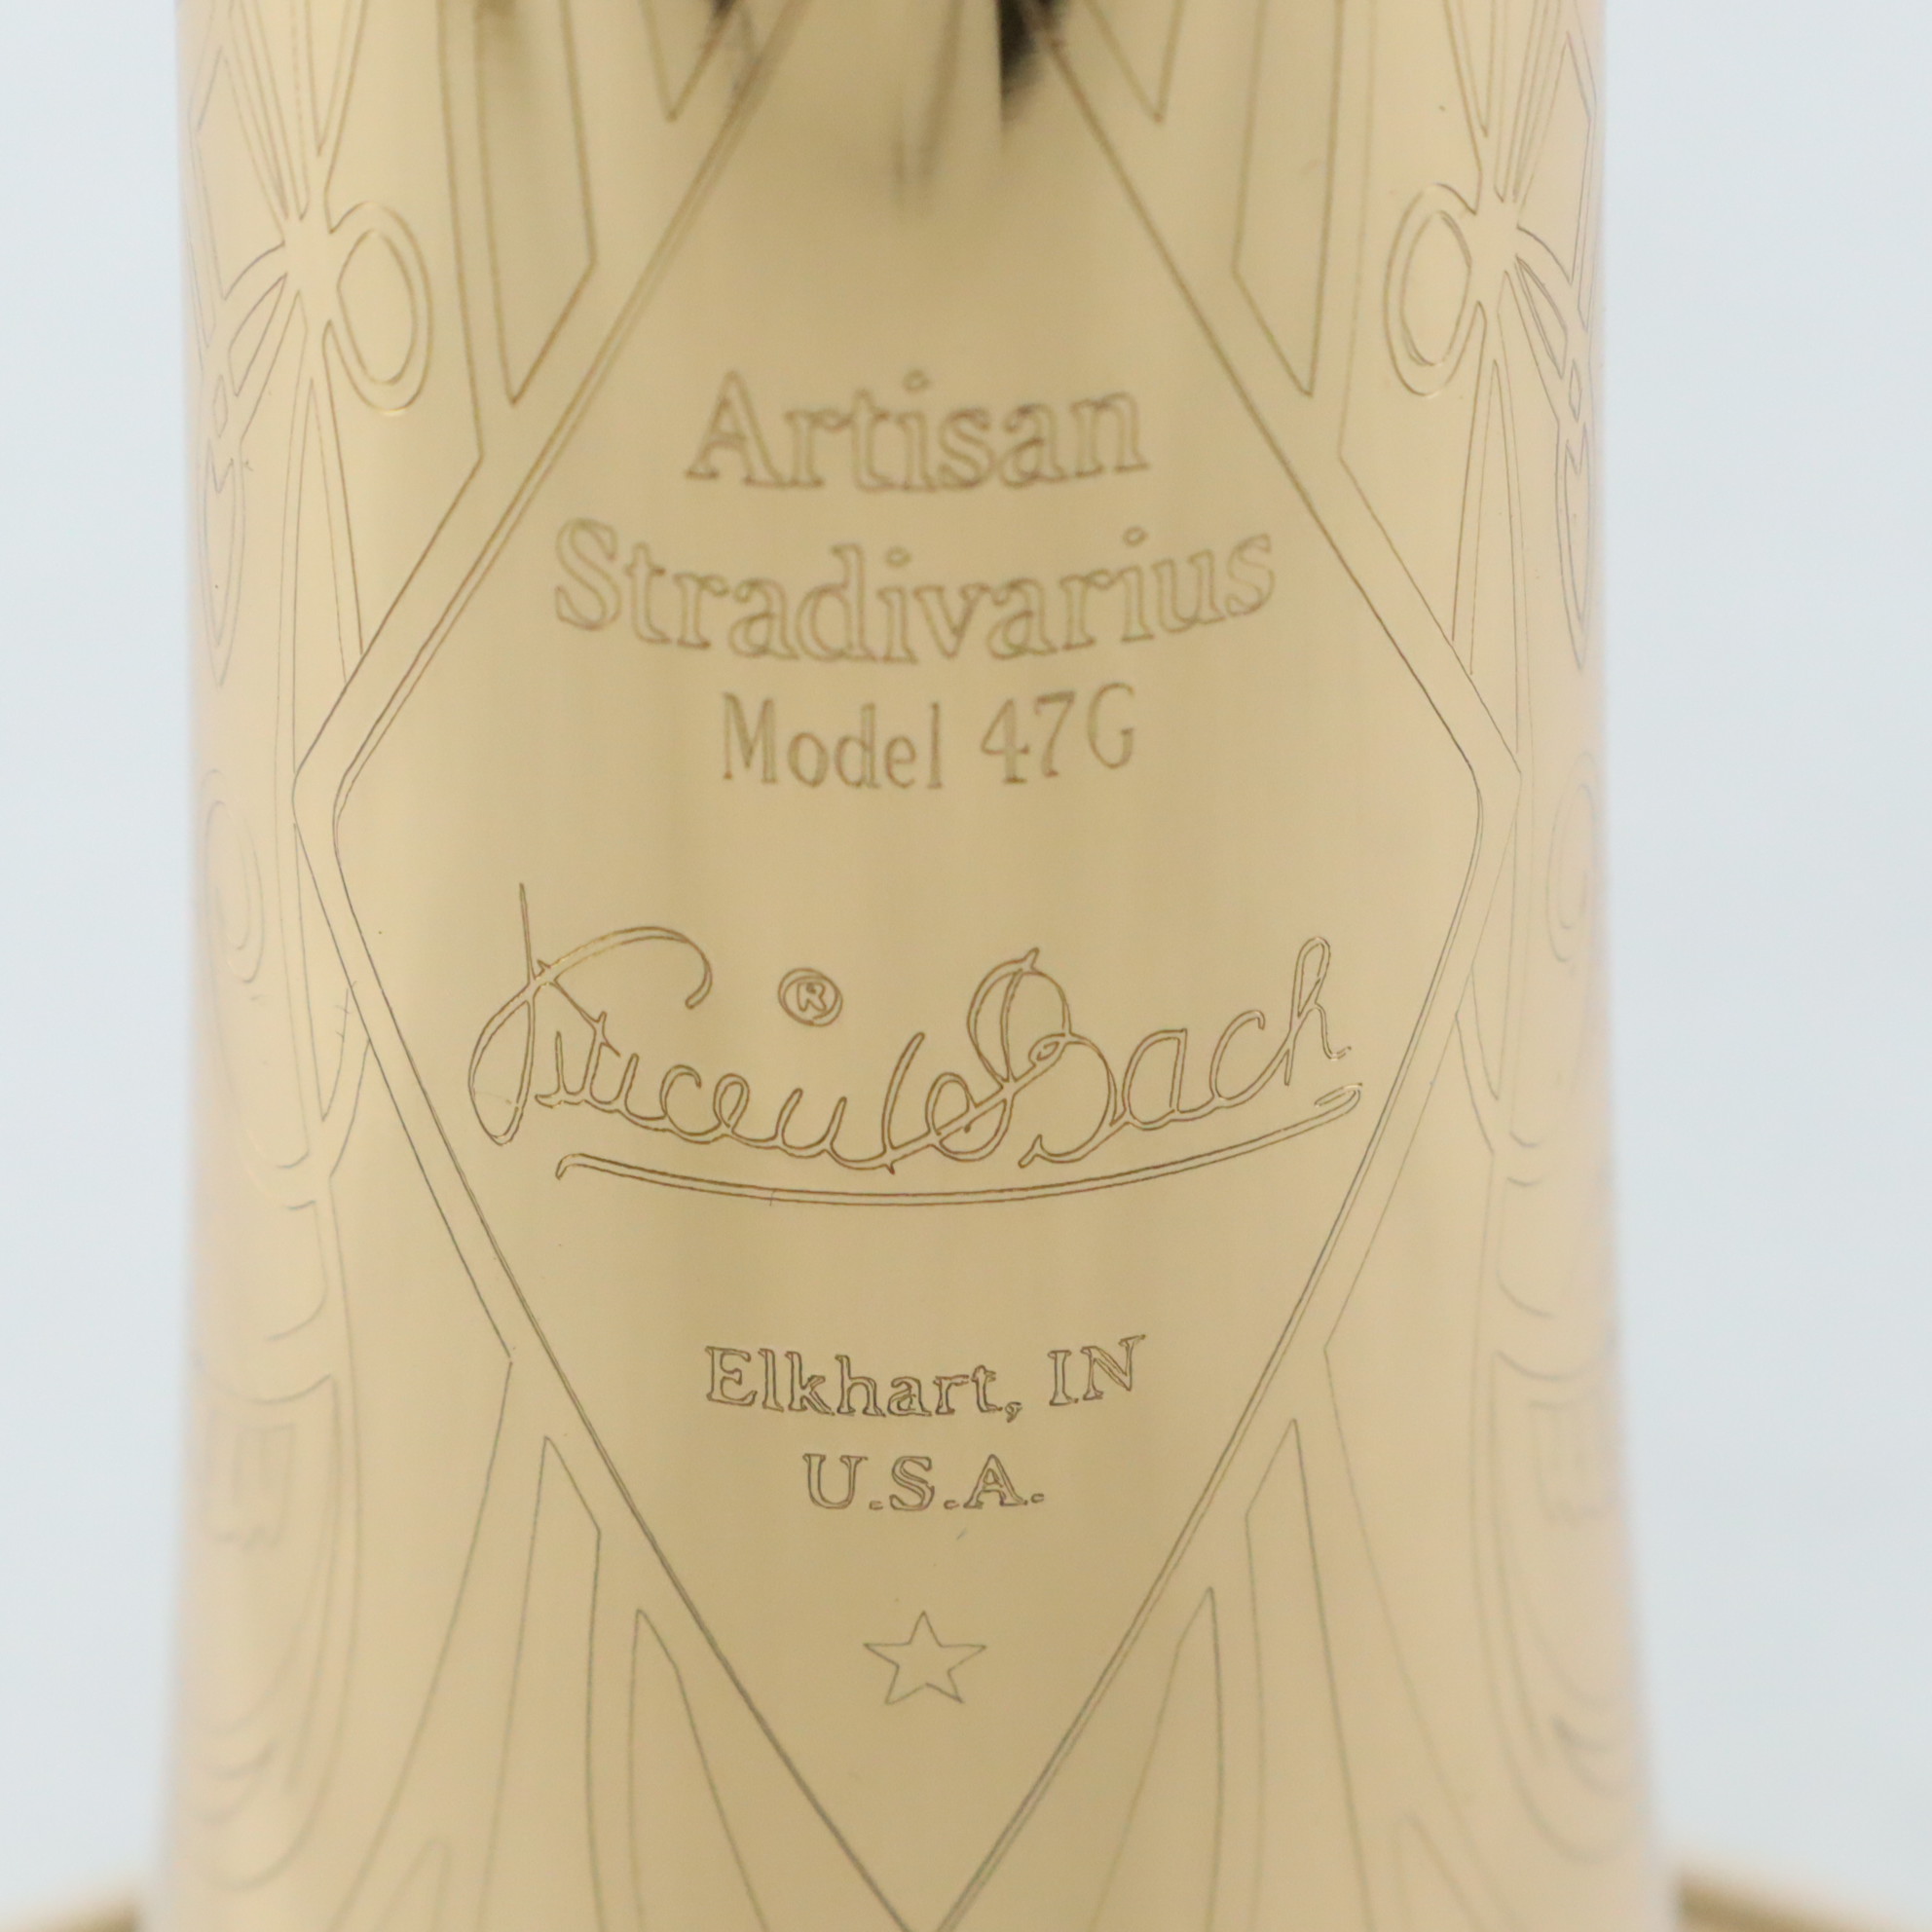 Artisan
Stradivarius
Model 47G
Vincent Bach ®
Elkhart, IN
U.S.A.